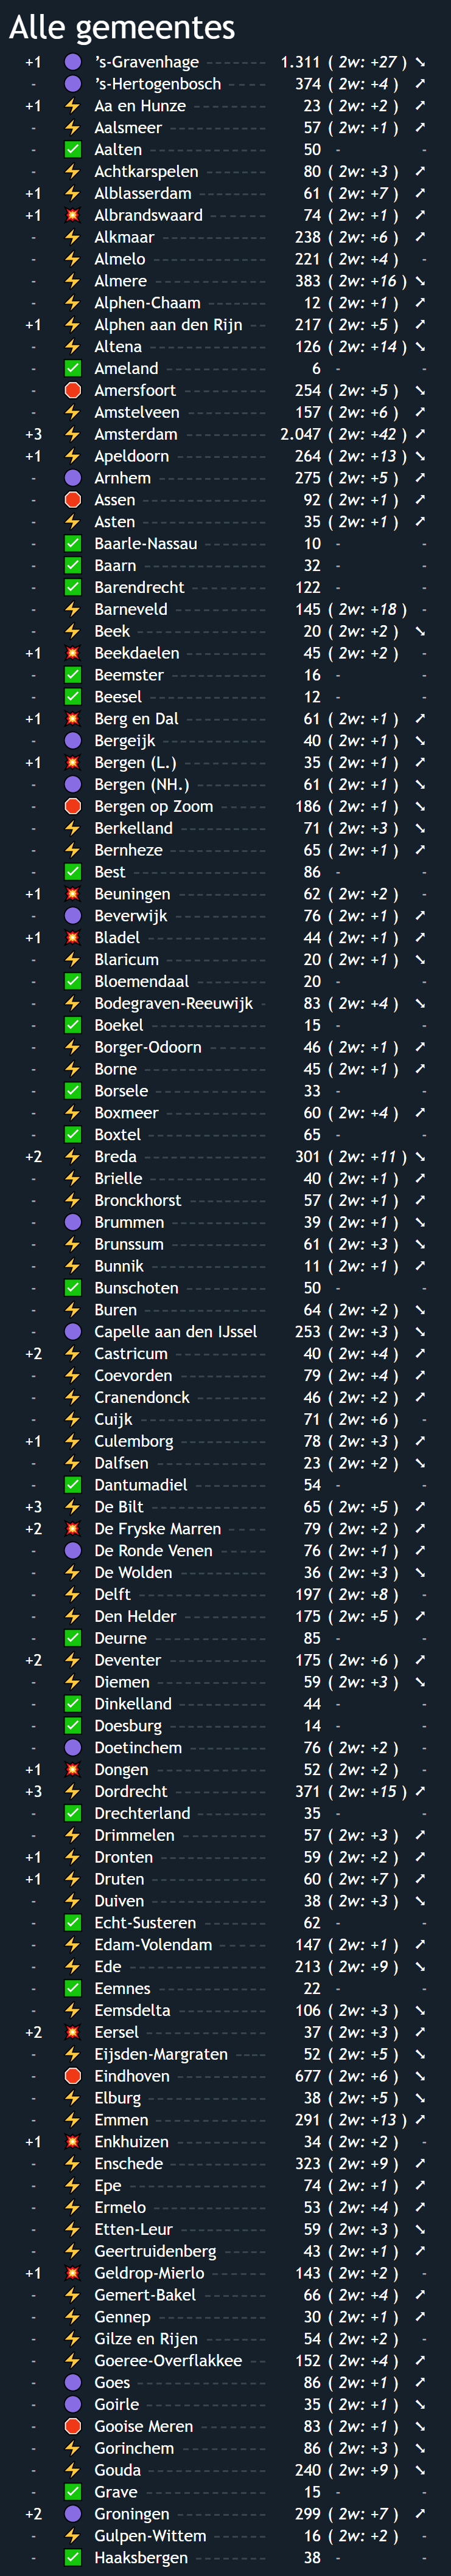 Alle gemeentes
+1 's-Gravenhage 1.311 ( 2w: +27 ) ↘
- 's-Hertogenbosch 374 ( 2w: +4 ) ↗
+1 Aa en Hunze 23 ( 2w: +2 ) ↗
- Aalsmeer 57 ( 2w: +1 ) ↗
- Aalten 50 - -
- Achtkarspelen 80 ( 2w: +3 ) ↗
+1 Alblasserdam 61 ( 2w: +7 ) ↗
+1 Albrandswaard 74 ( 2w: +1 ) ↗
- Alkmaar 238 ( 2w: +6 ) ↗
- Almelo 221 ( 2w: +4 ) -
- Almere 383 ( 2w: +16 ) ↘
- Alphen-Chaam 12 ( 2w: +1 ) ↗
+1 Alphen aan den Rijn 217 ( 2w: +5 ) ↗
- Altena 126 ( 2w: +14 ) ↘
- Ameland 6 - -
- Amersfoort 254 ( 2w: +5 ) ↘
- Amstelveen 157 ( 2w: +6 ) ↗
+3 Amsterdam 2.047 ( 2w: +42 ) ↗
+1 Apeldoorn 264 ( 2w: +13 ) ↘
- Arnhem 275 ( 2w: +5 ) ↗
- Assen 92 ( 2w: +1 ) ↗
- Asten 35 ( 2w: +1 ) ↗
- Baarle-Nassau 10 - -
- Baarn 32 - -
- Barendrecht 122 - -
- Barneveld 145 ( 2w: +18 ) -
- Beek 20 ( 2w: +2 ) ↘
+1 Beekdaelen 45 ( 2w: +2 ) -
- Beemster 16 - -
- Beesel 12 - -
+1 Berg en Dal 61 ( 2w: +1 ) ↗
- Bergeijk 40 ( 2w: +1 ) ↘
+1 Bergen (L.) 35 ( 2w: +1 ) ↗
- Bergen (NH.) 61 ( 2w: +1 ) ↘
- Bergen op Zoom 186 ( 2w: +1 ) ↘
- Berkelland 71 ( 2w: +3 ) ↘
- Bernheze 65 ( 2w: +1 ) ↗
- Best 86 - -
+1 Beuningen 62 ( 2w: +2 ) -
- Beverwijk 76 ( 2w: +1 ) ↗
+1 Bladel 44 ( 2w: +1 ) ↗
- Blaricum 20 ( 2w: +1 ) ↘
- Bloemendaal 20 - -
- Bodegraven-Reeuwijk 83 ( 2w: +4 ) ↘
- Boekel 15 - -
- Borger-Odoorn 46 ( 2w: +1 ) ↗
- Borne 45 ( 2w: +1 ) ↗
- Borsele 33 - -
- Boxmeer 60 ( 2w: +4 ) ↗
- Boxtel 65 - -
+2 Breda 301 ( 2w: +11 ) ↘
- Brielle 40 ( 2w: +1 ) ↗
- Bronckhorst 57 ( 2w: +1 ) ↗
- Brummen 39 ( 2w: +1 ) ↘
- Brunssum 61 ( 2w: +3 ) ↘
- Bunnik 11 ( 2w: +1 ) ↗
- Bunschoten 50 - -
- Buren 64 ( 2w: +2 ) ↘
- Capelle aan den IJssel 253 ( 2w: +3 ) ↘
+2 Castricum 40 ( 2w: +4 ) ↗
- Coevorden 79 ( 2w: +4 ) ↗
- Cranendonck 46 ( 2w: +2 ) ↗
- Cuijk 71 ( 2w: +6 ) -
+1 Culemborg 78 ( 2w: +3 ) ↗
- Dalfsen 23 ( 2w: +2 ) ↘
- Dantumadiel 54 - -
+3 De Bilt 65 ( 2w: +5 ) ↗
+2 De Fryske Marren 79 ( 2w: +2 ) ↗
- De Ronde Venen 76 ( 2w: +1 ) ↗
- De Wolden 36 ( 2w: +3 ) ↘
- Delft 197 ( 2w: +8 ) -
- Den Helder 175 ( 2w: +5 ) ↗
- Deurne 85 - -
+2 Deventer 175 ( 2w: +6 ) ↗
- Diemen 59 ( 2w: +3 ) ↘
- Dinkelland 44 - -
- Doesburg 14 - -
- Doetinchem 76 ( 2w: +2 ) -
+1 Dongen 52 ( 2w: +2 ) -
+3 Dordrecht 371 ( 2w: +15 ) ↗
- Drechterland 35 - -
- Drimmelen 57 ( 2w: +3 ) ↗
+1 Dronten 59 ( 2w: +2 ) ↗
+1 Druten 60 ( 2w: +7 ) ↗
- Duiven 38 ( 2w: +3 ) ↘
- Echt-Susteren 62 - -
- Edam-Volendam 147 ( 2w: +1 ) ↗
- Ede 213 ( 2w: +9 ) ↘
- Eemnes 22 - -
- Eemsdelta 106 ( 2w: +3 ) ↘
+2 Eersel 37 ( 2w: +3 ) ↗
- Eijsden-Margraten 52 ( 2w: +5 ) ↘
- Eindhoven 677 ( 2w: +6 ) ↘
- Elburg 38 ( 2w: +5 ) ↘
- Emmen 291 ( 2w: +13 ) ↗
+1 Enkhuizen 34 ( 2w: +2 ) -
- Enschede 323 ( 2w: +9 ) ↗
- Epe 74 ( 2w: +1 ) ↗
- Ermelo 53 ( 2w: +4 ) ↗
- Etten-Leur 59 ( 2w: +3 ) ↘
- Geertruidenberg 43 ( 2w: +1 ) ↗
+1 Geldrop-Mierlo 143 ( 2w: +2 ) -
- Gemert-Bakel 66 ( 2w: +4 ) ↗
- Gennep 30 ( 2w: +1 ) ↗
- Gilze en Rijen 54 ( 2w: +2 ) -
- Goeree-Overflakkee 152 ( 2w: +4 ) ↗
- Goes 86 ( 2w: +1 ) ↗
- Goirle 35 ( 2w: +1 ) ↘
- Gooise Meren 83 ( 2w: +1 ) ↘
- Gorinchem 86 ( 2w: +3 ) ↘
- Gouda 240 ( 2w: +9 ) ↘
- Grave 15 - -
+2 Groningen 299 ( 2w: +7 ) ↗
- Gulpen-Wittem 16 ( 2w: +2 ) -
- Haaksbergen 38 - -